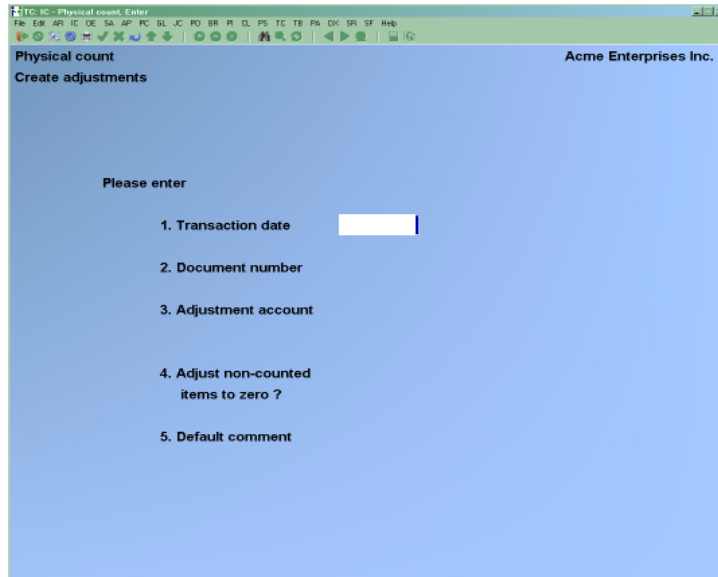 TC: IC - Physical count, Enter
File Edit AR IC OE SA AP PC GL JC PO BR PI CL PS TC TB PA DX SR SF Help
Physical count Acme Enterprises Inc.
Create adjustments
Please enter
1. Transaction date
2. Document number
3. Adjustment account
4. Adjust non-counted
items to zero ?
5. Default comment